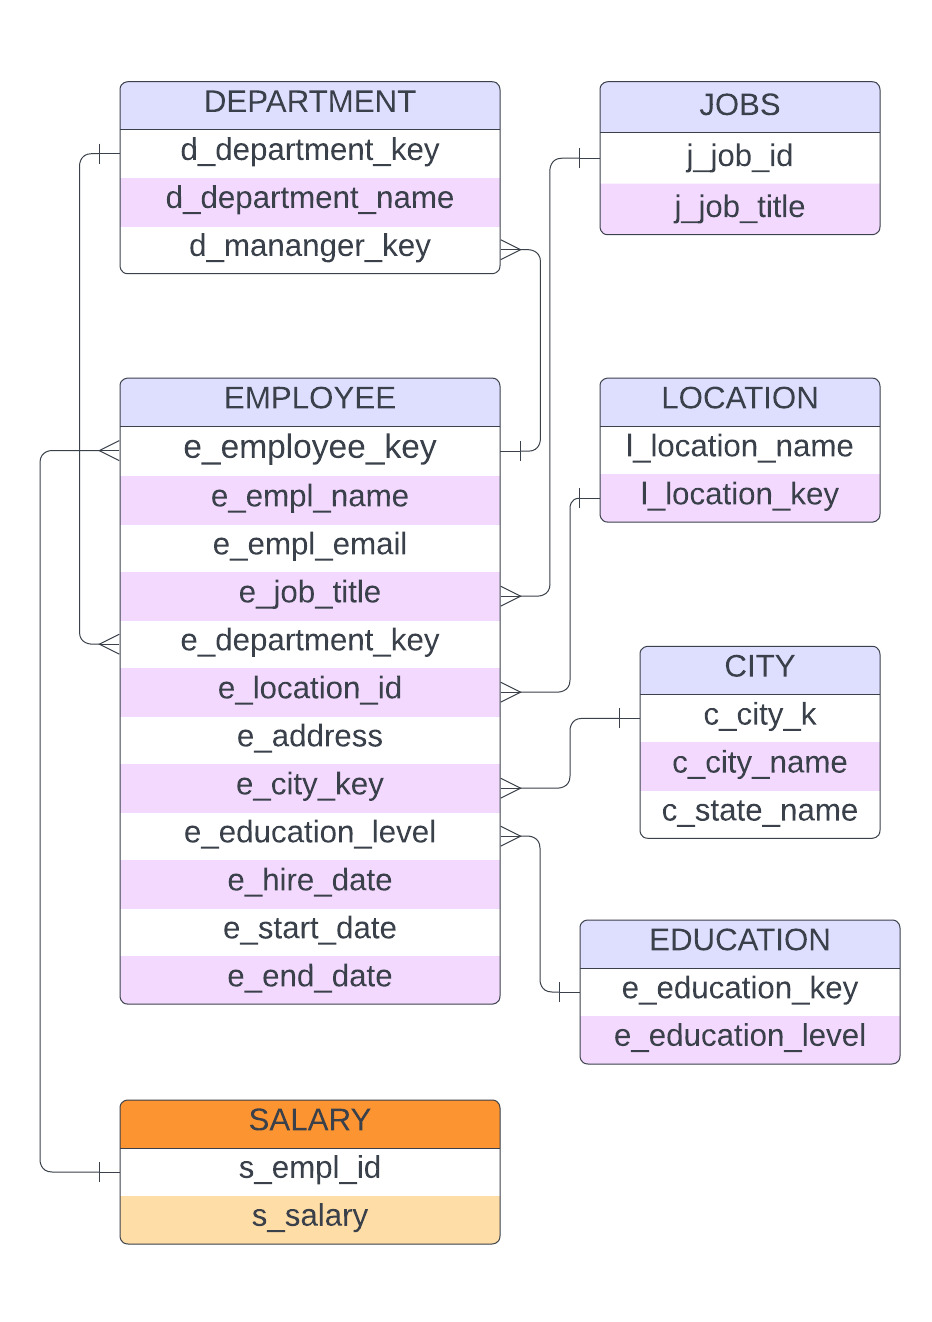 DEPARTMENT
d_department_key
d_department_name
d_mananger_key
JOBS
j_job_id
j_job_title
EMPLOYEE
e_employee_key
e_empl_name
e_empl_email
e_job_title
e_department_key
e_location_id
e_address
e_city_key
e_education_level
e_hire_date
e_start_date
e_end_date
LOCATION
l_location_name
l_location_key
CITY
c_city_k
c_city_name
c_state_name
EDUCATION
e_education_key
e_education_level
SALARY
s_empl_id
s_salary